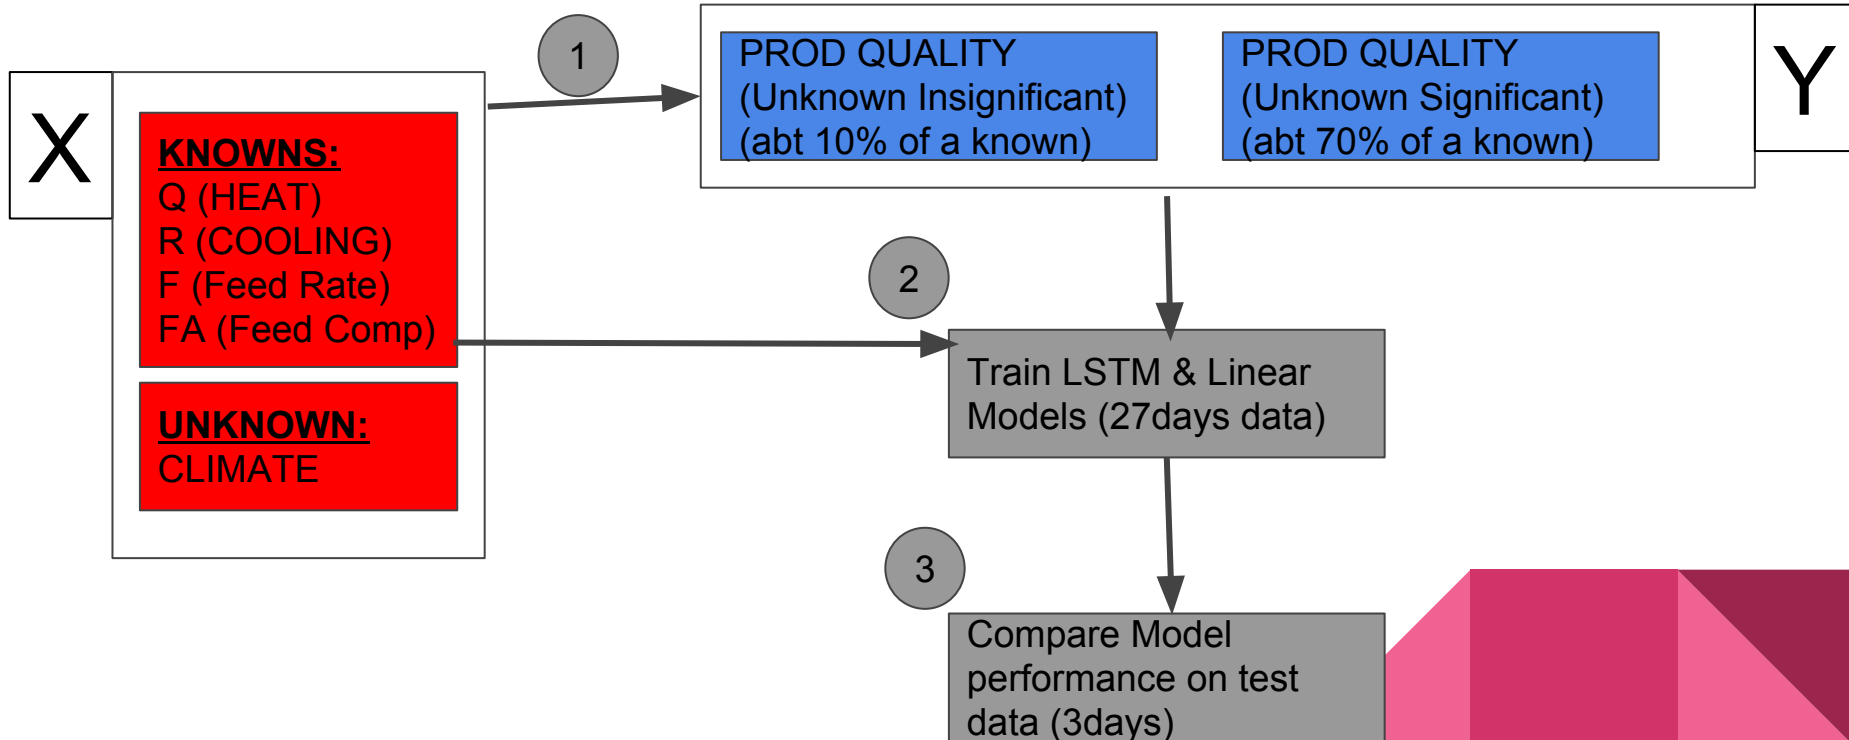 X
KNOWNS:
Q (HEAT)
R (COOLING)
F (Feed Rate)
FA (Feed Comp)
UNKNOWN:
CLIMATE
1
PROD QUALITY
(Unknown Insignificant)
(abt 10% of a known)
PROD QUALITY
(Unknown Significant)
(abt 70% of a known)
Y
2
Train LSTM & Linear
Models (27days data)
3
Compare Model
performance on test
data (3days)